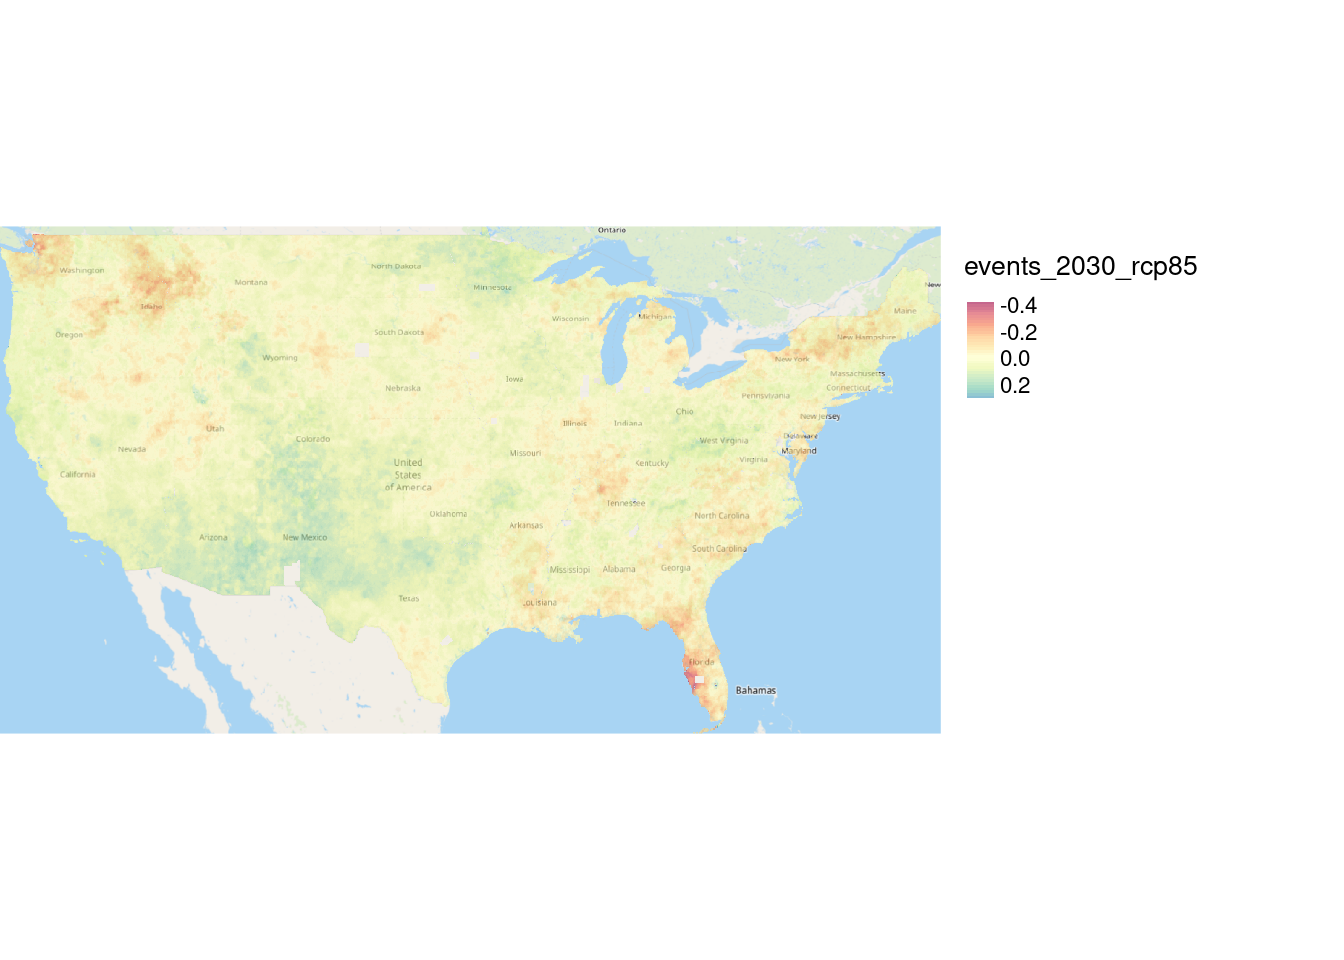 Ontario
Washington
Montana
North Dakota
Minnesota
New
Idaho
Maine
Oregon
South Dakota
Wisconsin
Michigan
New Hampshire
Wyoming
New York
Massachusetts
Nebraska
Iowa
Connecticut
Pennsylvania
Ohio
New Jersey
Utah
Illinois
Indiana
Colorado
West Virginia
Delaware
Nevada
Missouri
Maryland
California
United
States
of America
Kentucky
Virginia
Tennessee
Oklahoma
North Carolina
Arkansas
Arizona
New Mexico
South Carolina
Mississippi
Alabama
Georgia
Texas
Louisiana
Florida
Bahamas
events_2030_rcp85
-0.4
-0.2
0.0
0.2